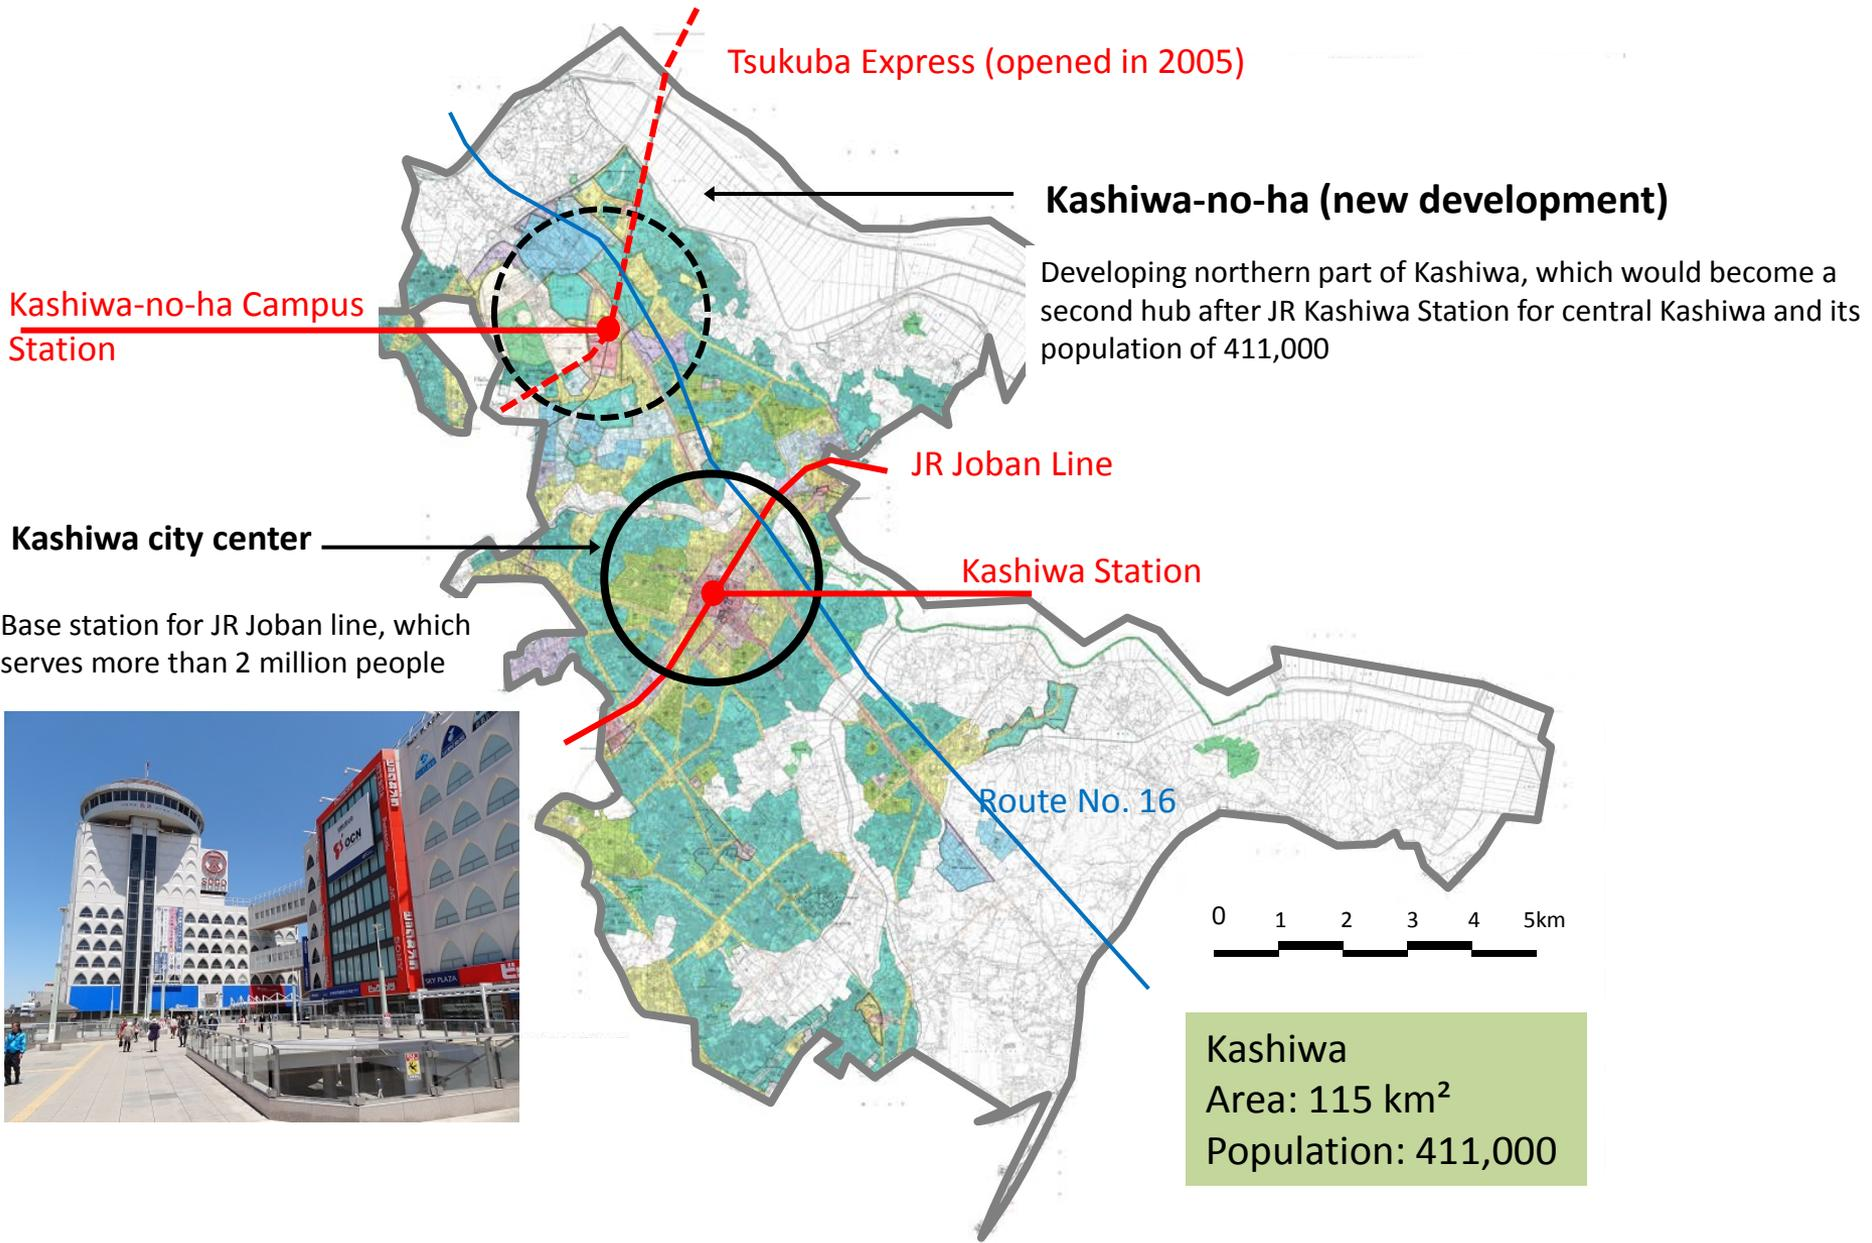 Tsukuba Express (opened in 2005)
Kashiwa-no-ha (new development)
Developing northern part of Kashiwa, which would become a
second hub after JR Kashiwa Station for central Kashiwa and its
population of 411,000
Kashiwa-no-ha Campus
Station
JR Joban Line
Kashiwa city center
Kashiwa Station
Base station for JR Joban line, which
serves more than 2 million people
Route No. 16
OCN
SOGO
SONY
SKY PLAZA
0 1 2 3 4 5km
Kashiwa
Area: 115 km²
Population: 411,000